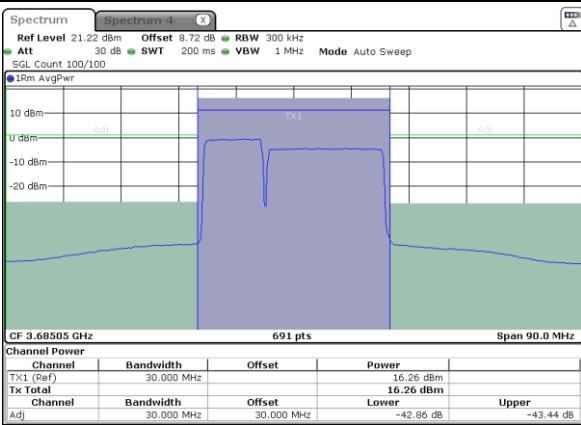 Spectrum Spectrum 4 X
Ref Level 21.22 dBm Offset 8.72 dB RBW 300 kHz
Att 30 dB SWT 200 ms VBW 1 MHz Mode Auto Sweep
SGL Count 100/100
1Rm AvgPwr
10 dBm
TX1
Adj Adj
0 dBm
-10 dBm
-20 dBm
CF 3.68505 GHz 691 pts Span 90.0 MHz
Channel Power
Channel Bandwidth Offset Power
TX1 (Ref) 30.000 MHz 16.26 dBm
Tx Total 16.26 dBm
Channel Bandwidth Offset Lower Upper
Adj 30.000 MHz 30.000 MHz -42.86 dB -43.44 dB